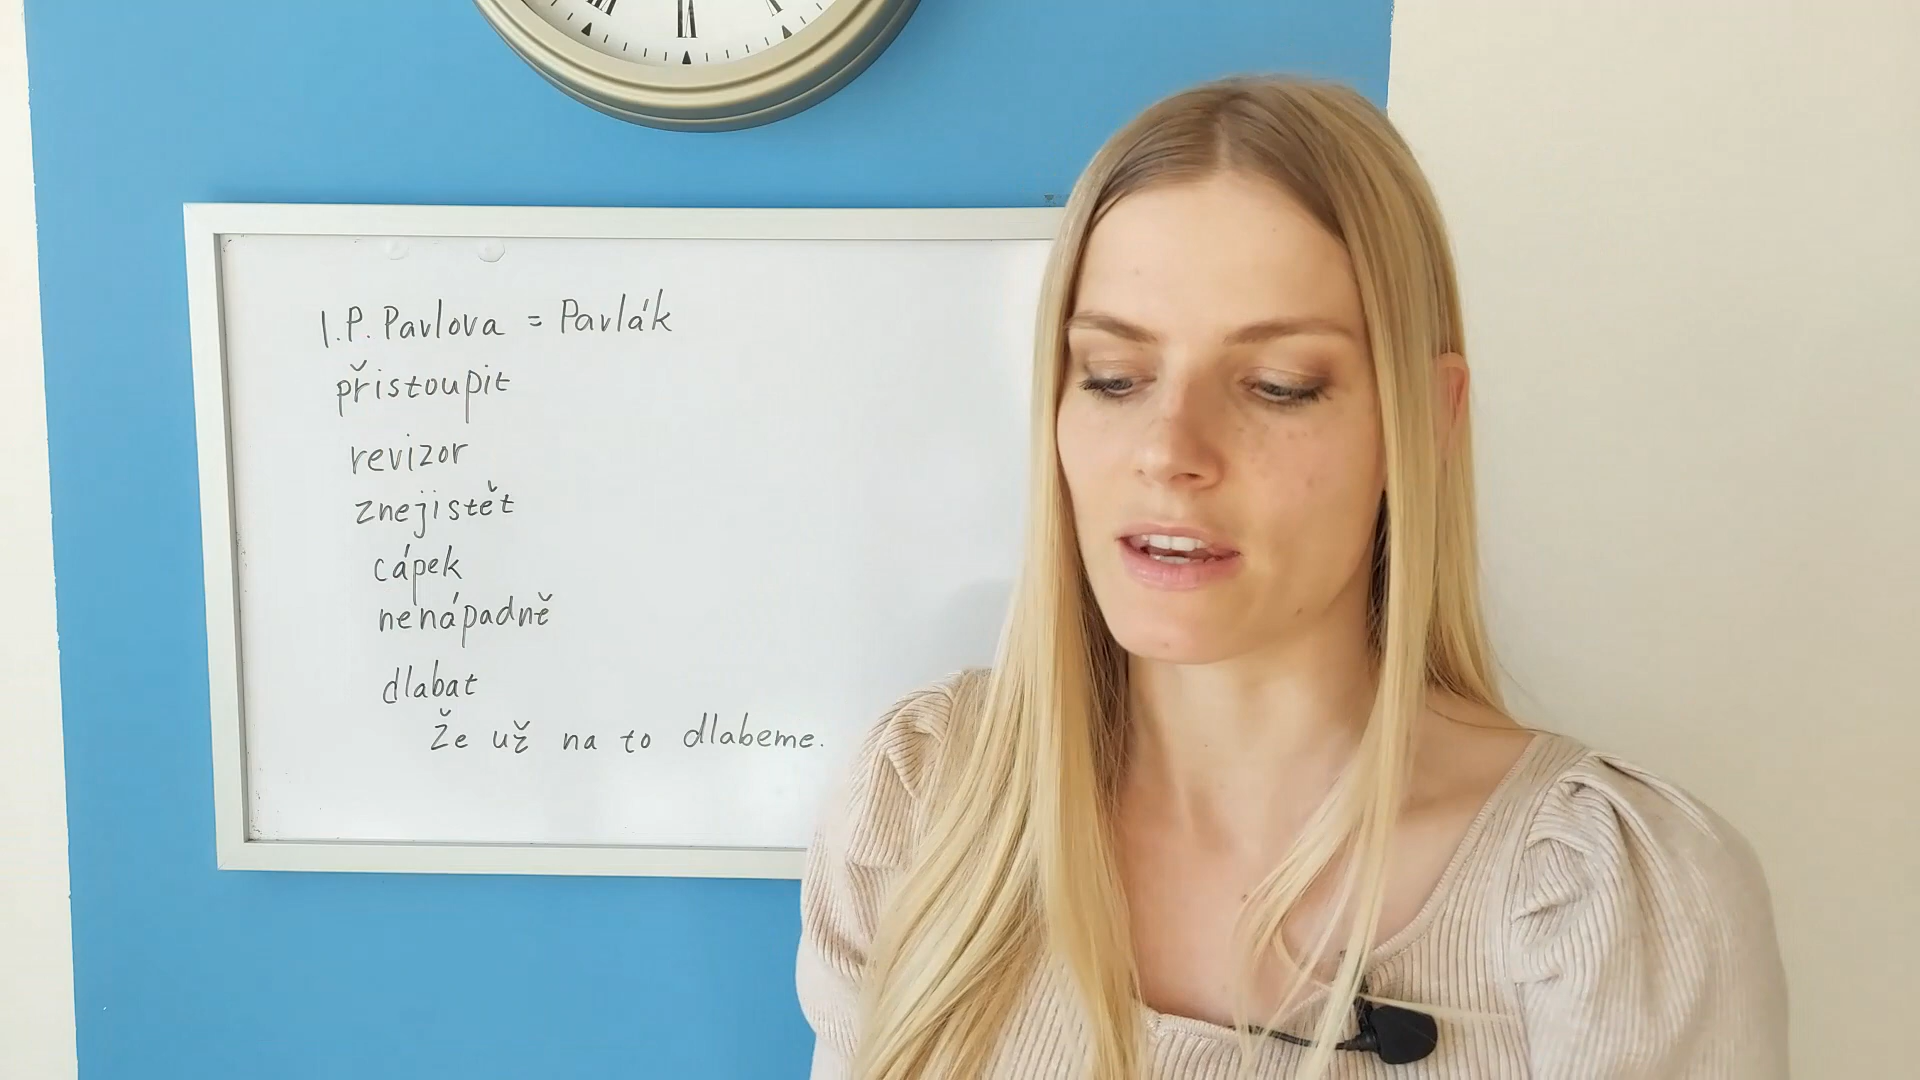 I.P. Pavlova = Pavlák
přistoupit
revizor
znejistět
cápek
nenápadně
dlabat
Že už na to dlabeme.